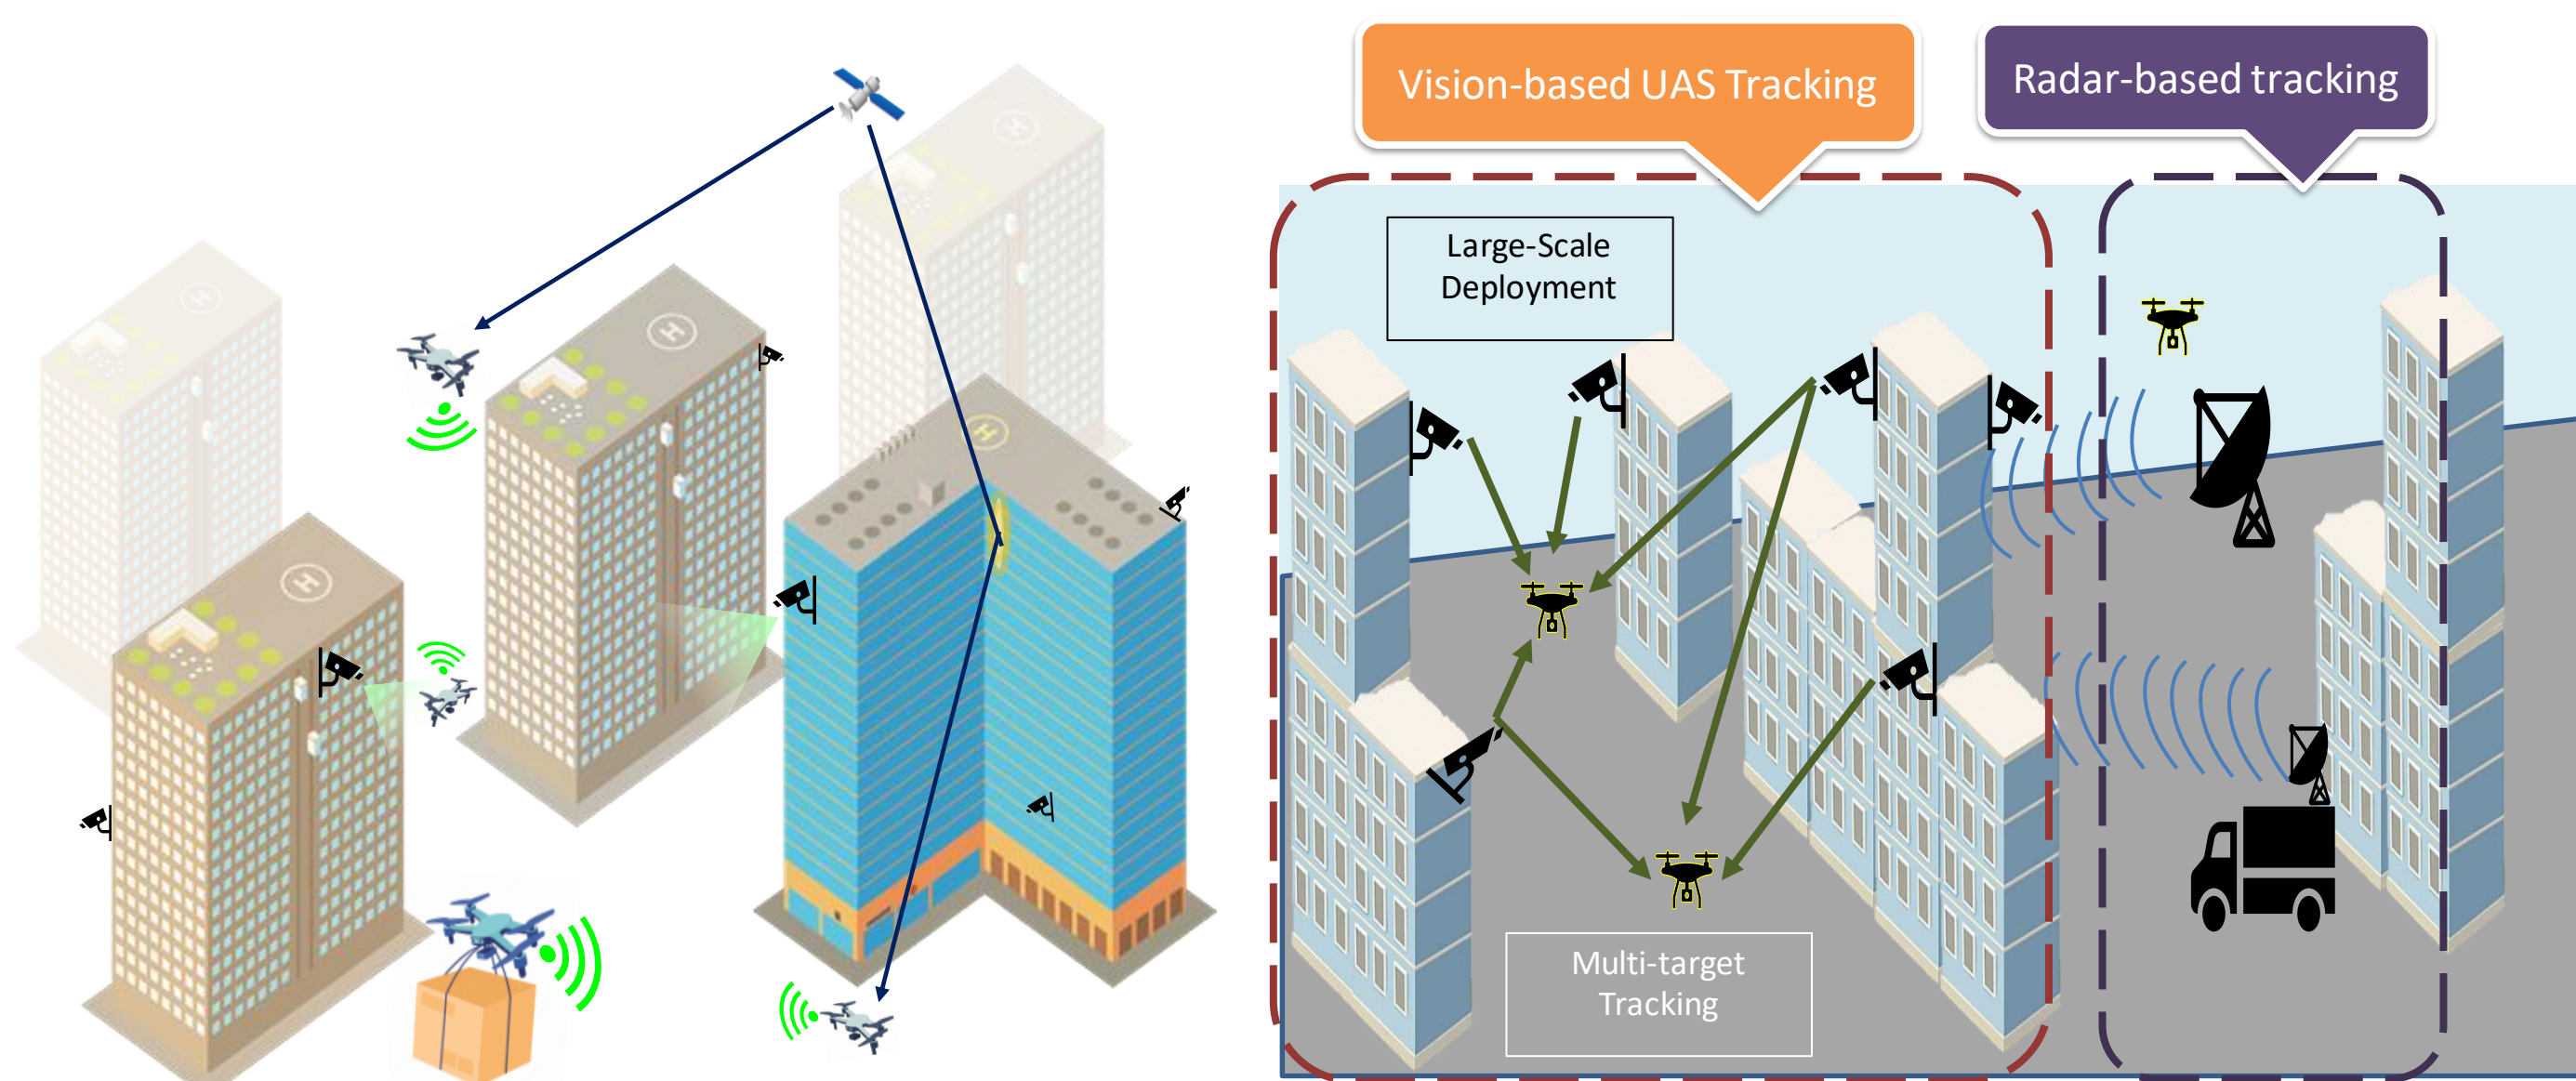 Vision-based UAS Tracking
Radar-based tracking
Large-Scale
Deployment
Multi-target
Tracking